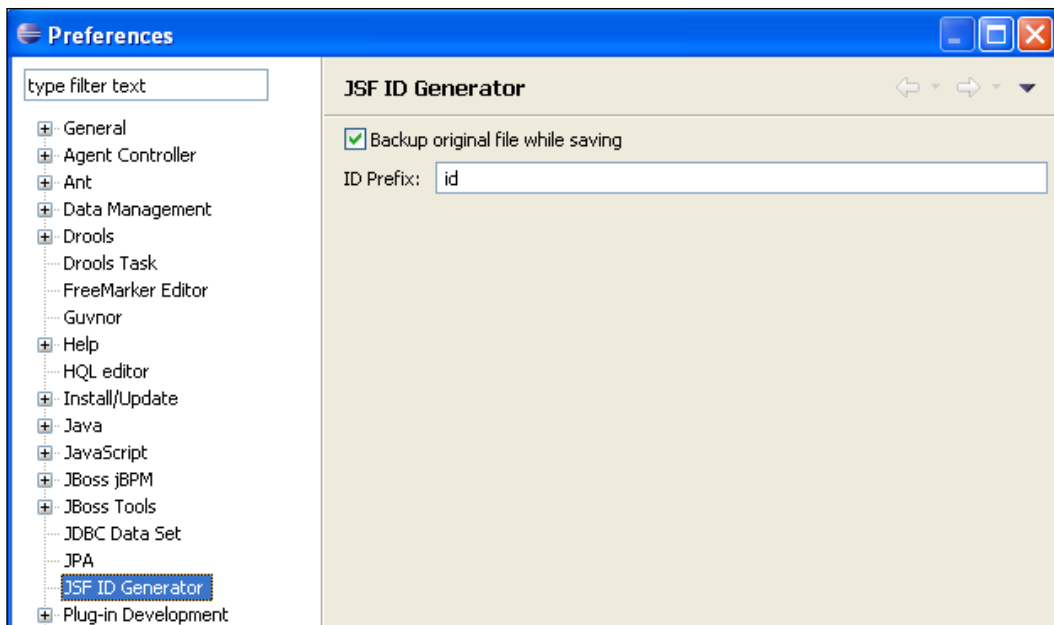 Preferences
type filter text
General
Agent Controller
Ant
Data Management
Drools
Drools Task
FreeMarker Editor
Guvnor
Help
HQL editor
Install/Update
Java
JavaScript
JBoss jBPM
JBoss Tools
JDBC Data Set
JPA
JSF ID Generator
Plug-in Development
JSF ID Generator
Backup original file while saving
ID Prefix: id